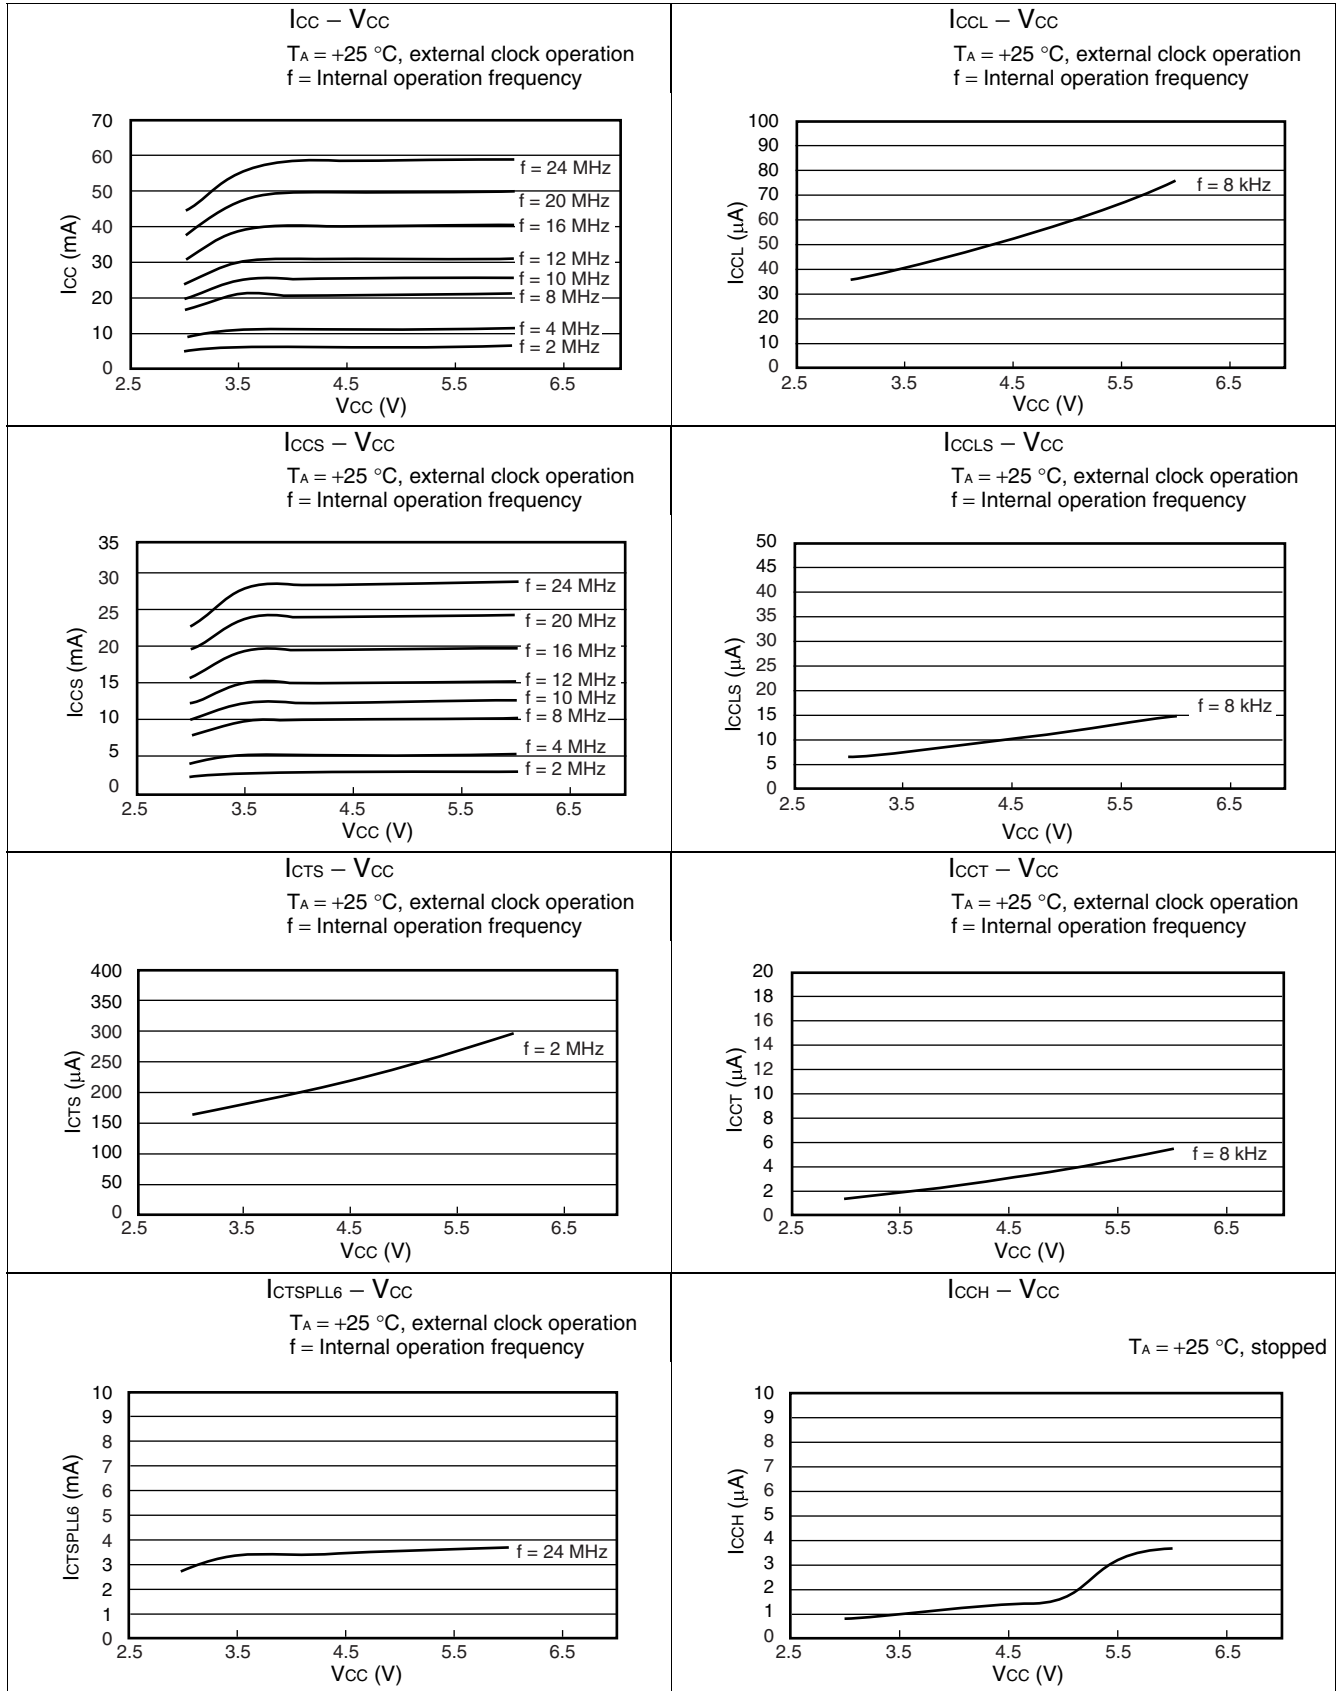 ICC – VCC
TA = +25 °C, external clock operation
f = Internal operation frequency
70
60
50
40
30
20
10
0
ICC (mA)
f = 24 MHz
f = 20 MHz
f = 16 MHz
f = 12 MHz
f = 10 MHz
f = 8 MHz
f = 4 MHz
f = 2 MHz
2.5 3.5 4.5 5.5 6.5
VCC (V)
ICCL – VCC
TA = +25 °C, external clock operation
f = Internal operation frequency
100
90
80
70
60
50
40
30
20
10
0
ICCL (μA)
f = 8 kHz
2.5 3.5 4.5 5.5 6.5
VCC (V)
ICCS – VCC
TA = +25 °C, external clock operation
f = Internal operation frequency
35
30
25
20
15
10
5
0
ICCS (mA)
f = 24 MHz
f = 20 MHz
f = 16 MHz
f = 12 MHz
f = 10 MHz
f = 8 MHz
f = 4 MHz
f = 2 MHz
2.5 3.5 4.5 5.5 6.5
VCC (V)
ICCLS – VCC
TA = +25 °C, external clock operation
f = Internal operation frequency
50
45
40
35
30
25
20
15
10
5
0
ICCLS (μA)
f = 8 kHz
2.5 3.5 4.5 5.5 6.5
VCC (V)
ICTS – VCC
TA = +25 °C, external clock operation
f = Internal operation frequency
400
350
300
250
200
150
100
50
0
ICTS (μA)
f = 2 MHz
2.5 3.5 4.5 5.5 6.5
VCC (V)
ICCT – VCC
TA = +25 °C, external clock operation
f = Internal operation frequency
20
18
16
14
12
10
8
6
4
2
0
ICCT (μA)
f = 8 kHz
2.5 3.5 4.5 5.5 6.5
VCC (V)
ICTSPLL6 – VCC
TA = +25 °C, external clock operation
f = Internal operation frequency
10
9
8
7
6
5
4
3
2
1
0
ICTSPLL6 (mA)
f = 24 MHz
2.5 3.5 4.5 5.5 6.5
VCC (V)
ICCH – VCC
TA = +25 °C, stopped
10
9
8
7
6
5
4
3
2
1
0
ICCH (μA)
2.5 3.5 4.5 5.5 6.5
VCC (V)